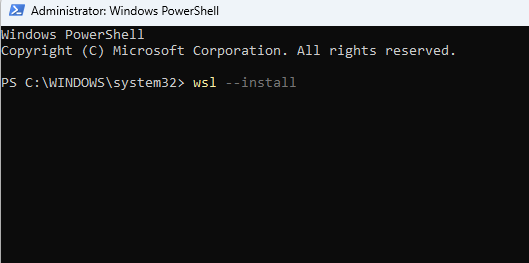 Administrator: Windows PowerShell
Windows PowerShell
Copyright (C) Microsoft Corporation. All rights reserved.
PS C:\WINDOWS\system32> wsl --install